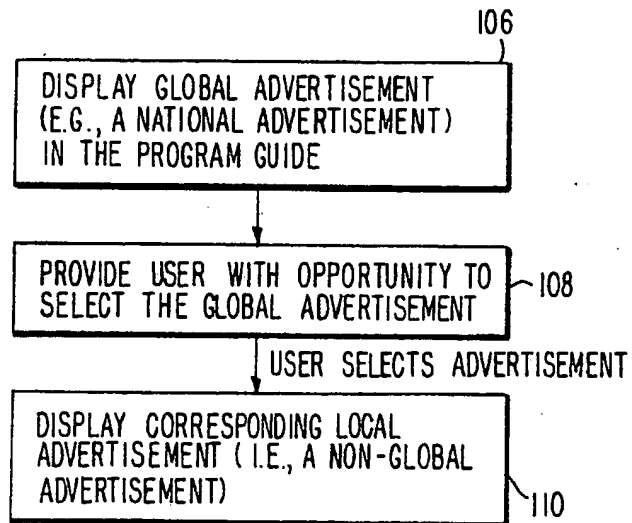 106
DISPLAY GLOBAL ADVERTISEMENT
(E.G., A NATIONAL ADVERTISEMENT)
IN THE PROGRAM GUIDE
PROVIDE USER WITH OPPORTUNITY TO
SELECT THE GLOBAL ADVERTISEMENT
108
USER SELECTS ADVERTISEMENT
DISPLAY CORRESPONDING LOCAL
ADVERTISEMENT (I.E., A NON-GLOBAL
ADVERTISEMENT)
110